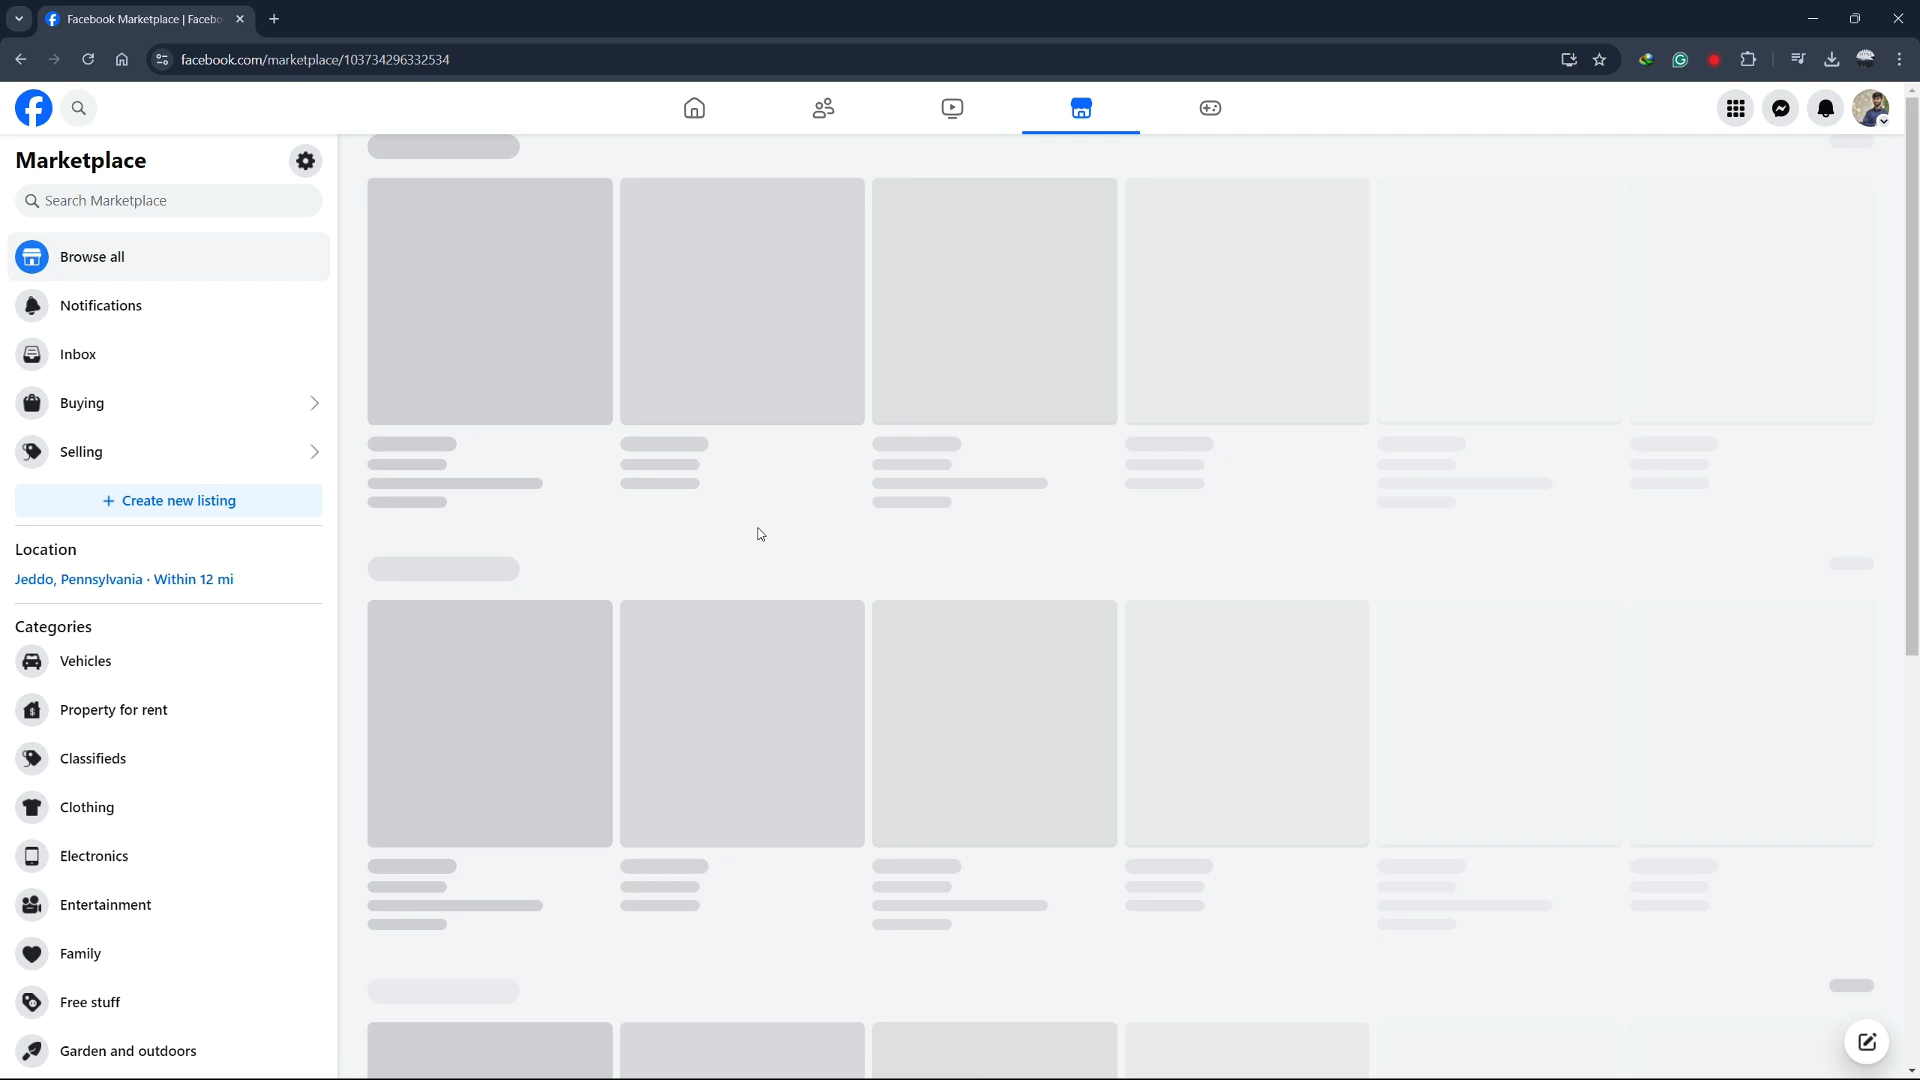 Facebook Marketplace | Facebo
facebook.com/marketplace/103734296332534
Marketplace
Search Marketplace
Browse all
Notifications
Inbox
Buying
Selling
+ Create new listing
Location
Jeddo, Pennsylvania · Within 12 mi
Categories
Vehicles
Property for rent
Classifieds
Clothing
Electronics
Entertainment
Family
Free stuff
Garden and outdoors